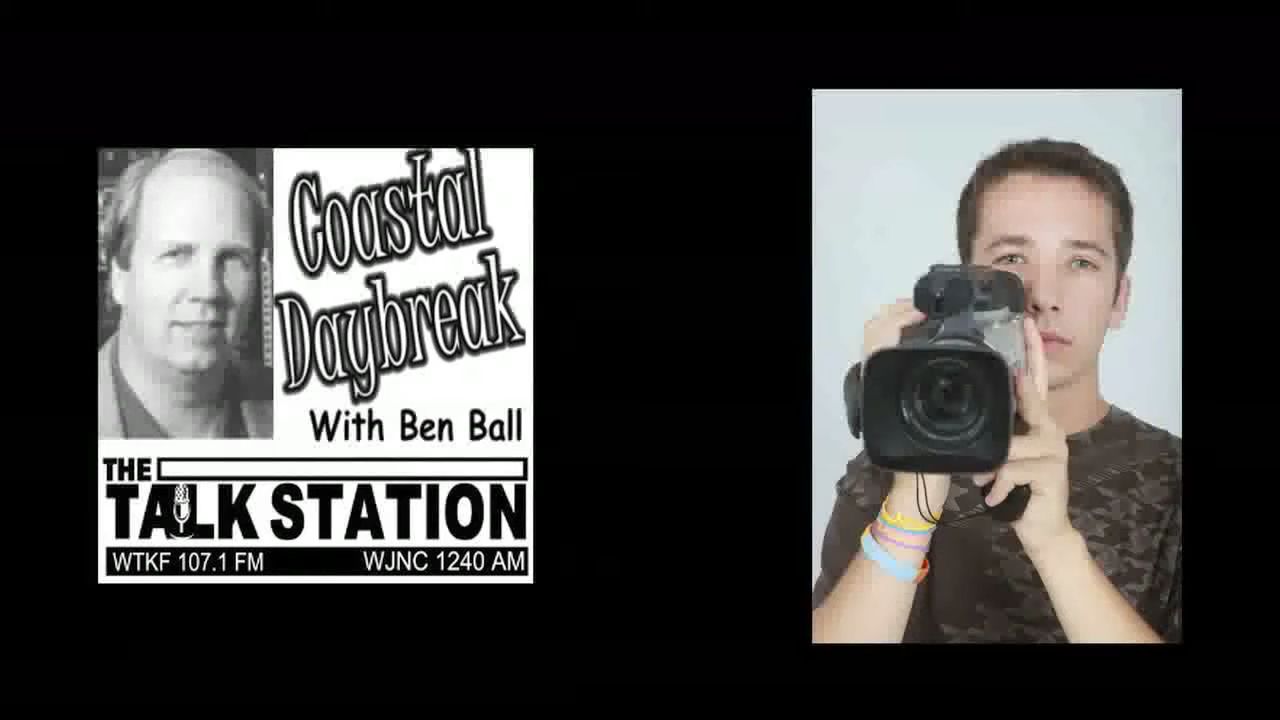 Coastal
Daybreak
With Ben Ball
THE
TALK STATION
WTKF 107.1 FM WJNC 1240 AM